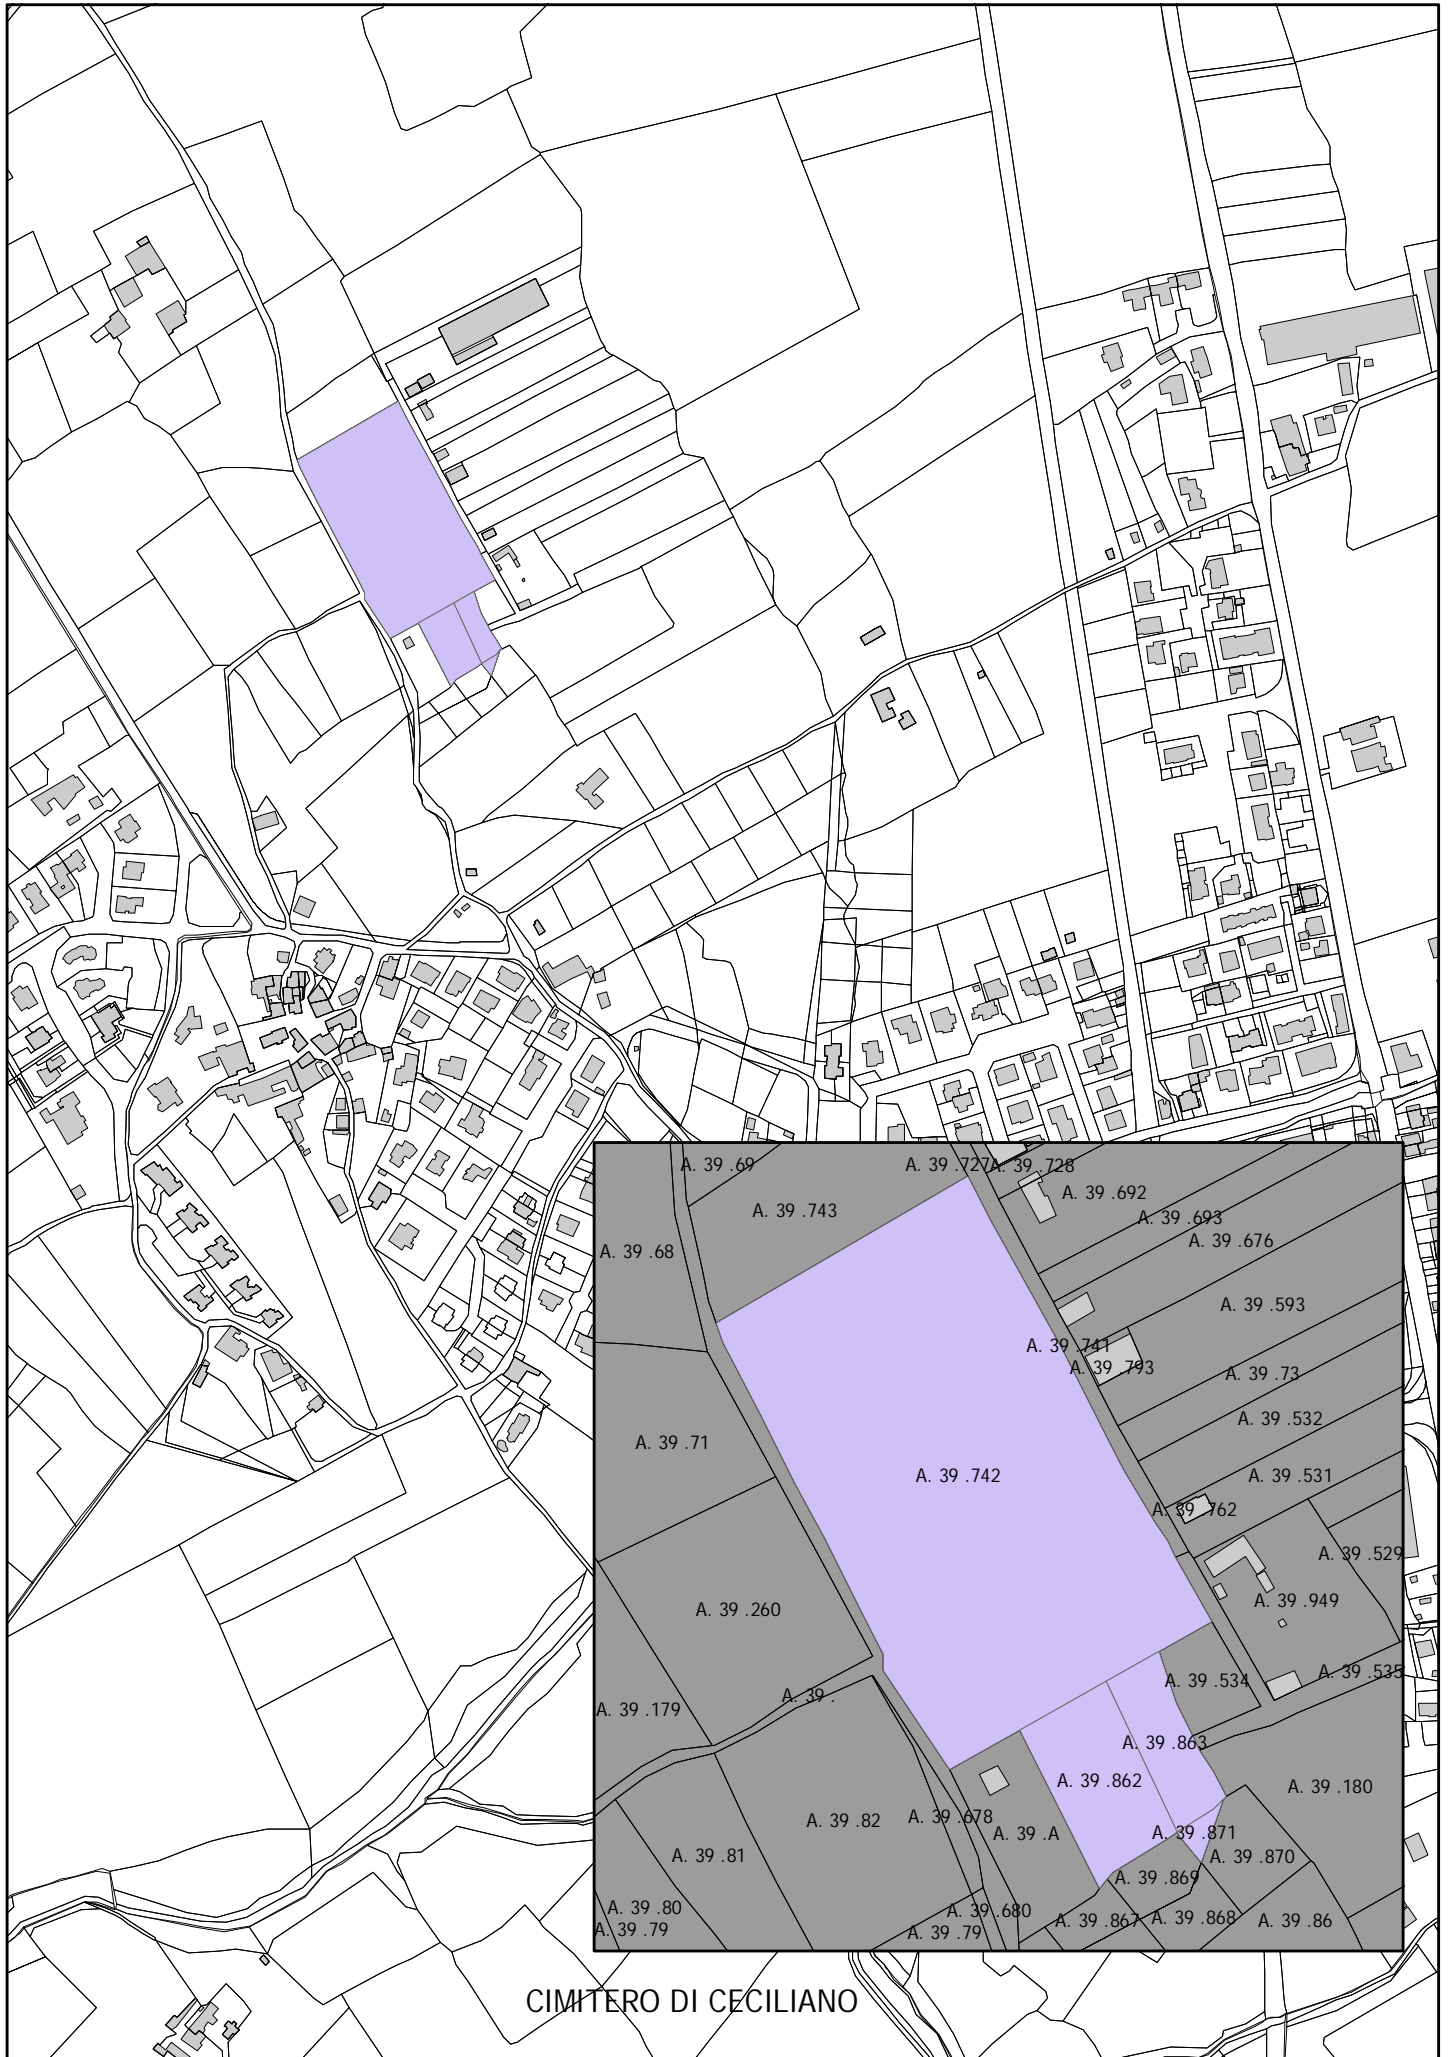 A. 39 .69
A. 39 .727
A. 39 .728
A. 39 .692
A. 39 .743
A. 39 .693
A. 39 .676
A. 39 .68
A. 39 .593
A. 39 .741
A. 39 .793
A. 39 .73
A. 39 .532
A. 39 .71
A. 39 .742
A. 39 .531
A. 39 .762
A. 39 .529
A. 39 .260
A. 39 .949
A. 39 .535
A. 39 .534
A. 39 .
A. 39 .179
A. 39 .863
A. 39 .862
A. 39 .180
A. 39 .82
A. 39 .678
A. 39 .A
A. 39 .871
A. 39 .81
A. 39 .870
A. 39 .869
A. 39 .80
A. 39 .680
A. 39 .867
A. 39 .868
A. 39 .86
A. 39 .79
A. 39 .79
CIMITERO DI CECILIANO